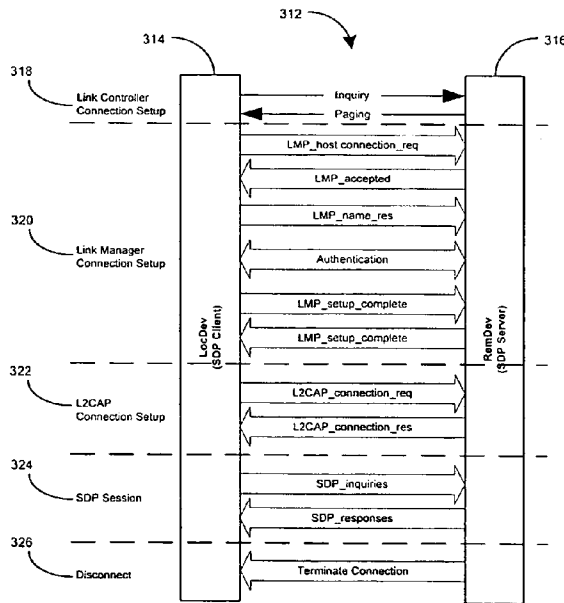 312
314
316
318
Link Controller
Connection Setup
Inquiry
Paging
LMP_host connection_req
LMP_accepted
LMP_name_res
320
Link Manager
Connection Setup
Authentication
LMP_setup_complete
LMP_setup_complete
LocDev
(SDP Client)
RemDev
(SDP Server)
322
L2CAP
Connection Setup
L2CAP_connection_req
L2CAP_connection_res
324
SDP Session
SDP_inquiries
SDP_responses
326
Disconnect
Terminate Connection